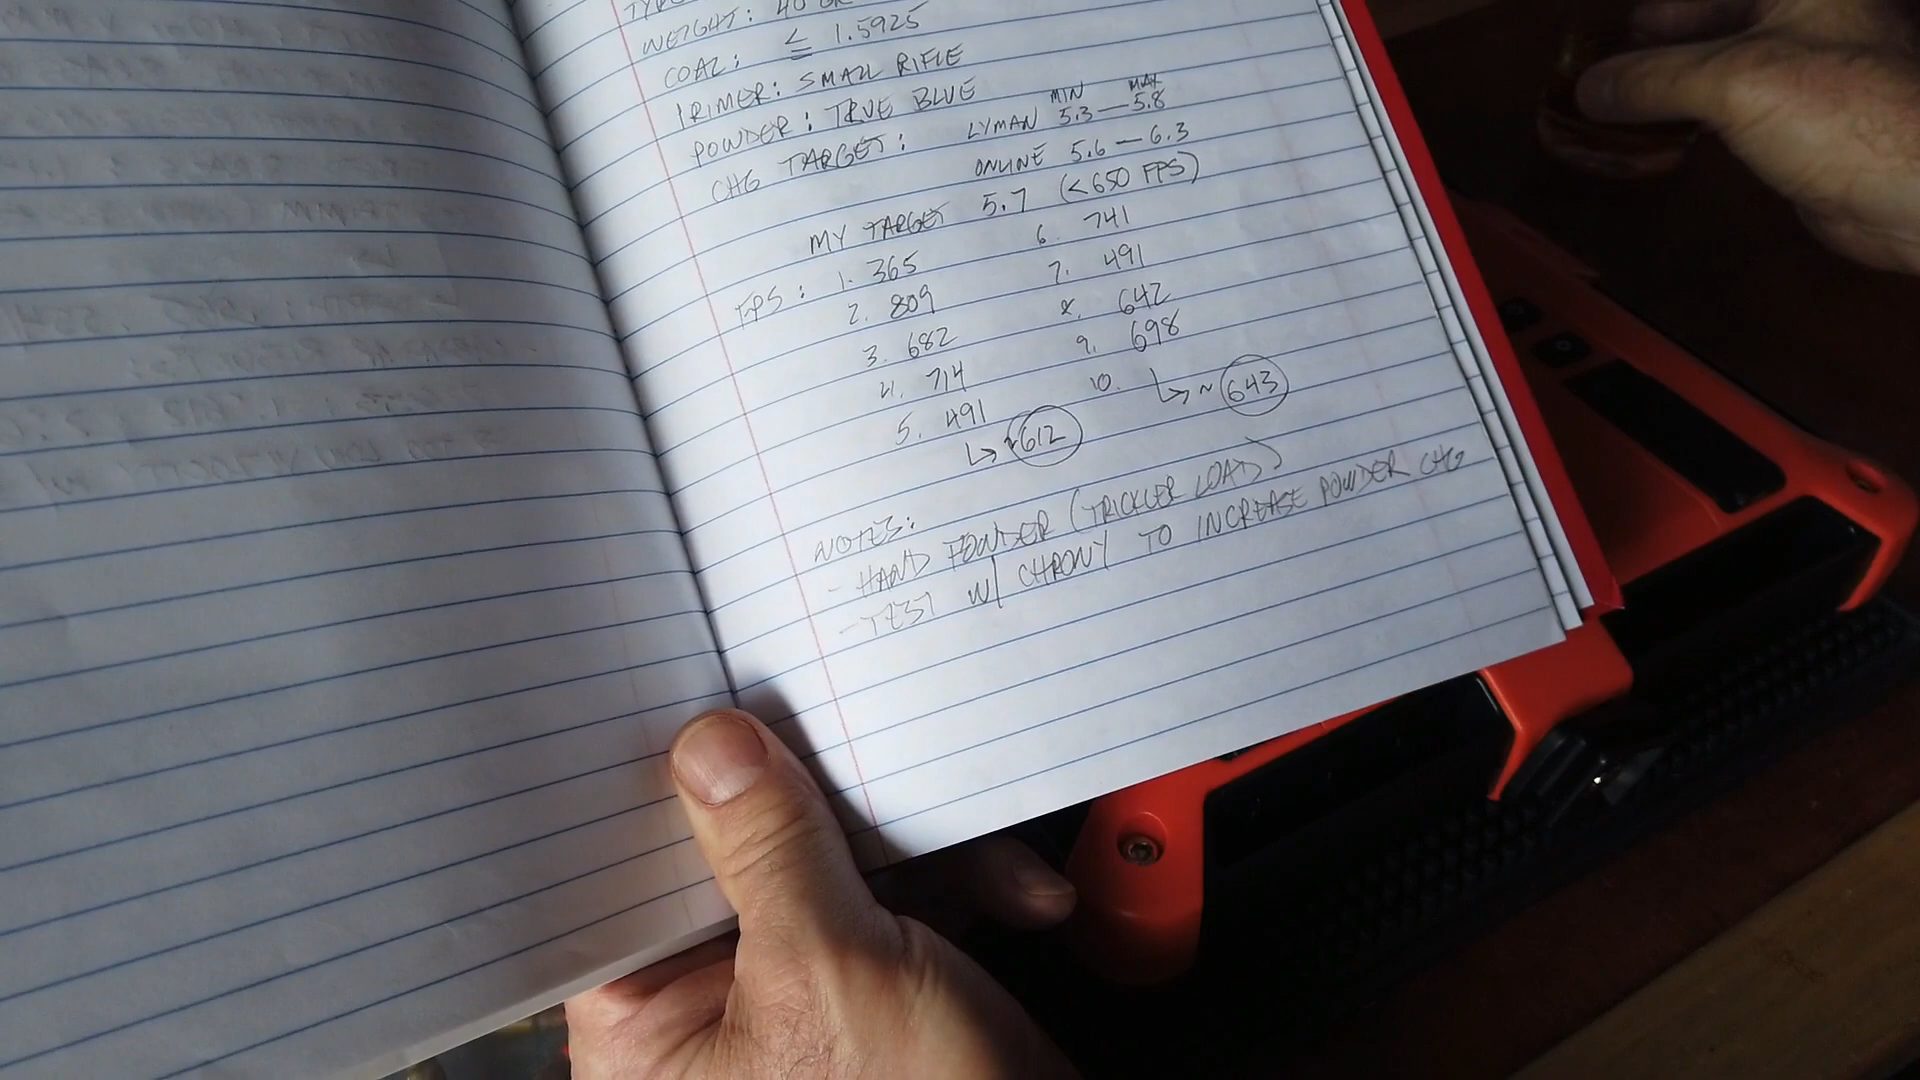 WEIGHT: 40 GR
COAL: ≤ 1.5925
PRIMER: SMALL RIFLE
POWDER: TRUE BLUE
MIN MAX
CHG TARGET: LYMAN 5.3 — 5.8
ONLINE 5.6 — 6.3
MY TARGET 5.7 (<650 FPS)
FPS: 1. 365 6. 741
2. 809 7. 491
3. 682 8. 642
4. 714 9. 698
5. 491 10. ↳ ~ 643
↳ ~612
NOTES:
- HAND POWDER (TRICKLER LOAD)
- TEST W/ CHRONY TO INCREASE POWDER CHG